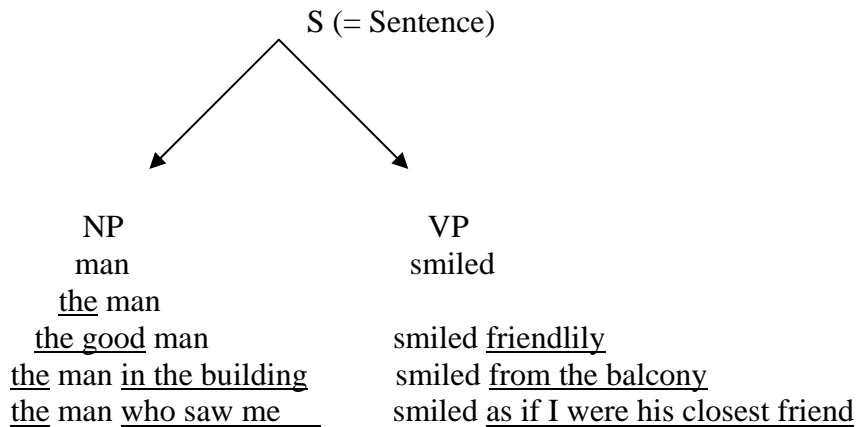 S (= Sentence)
NP VP
man smiled
the man
the good man smiled friendlily
the man in the building smiled from the balcony
the man who saw me smiled as if I were his closest friend